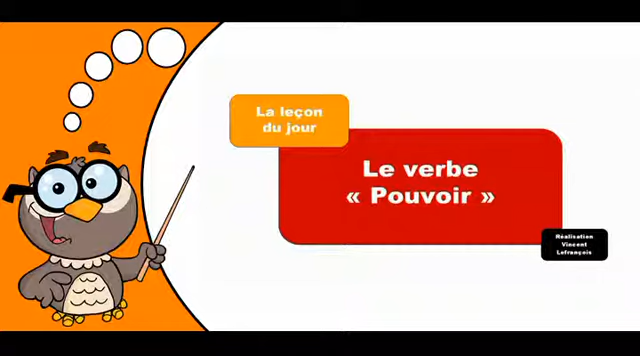 La leçon
du jour
Le verbe
« Pouvoir »
Réalisation
Vincent
Lefrançois